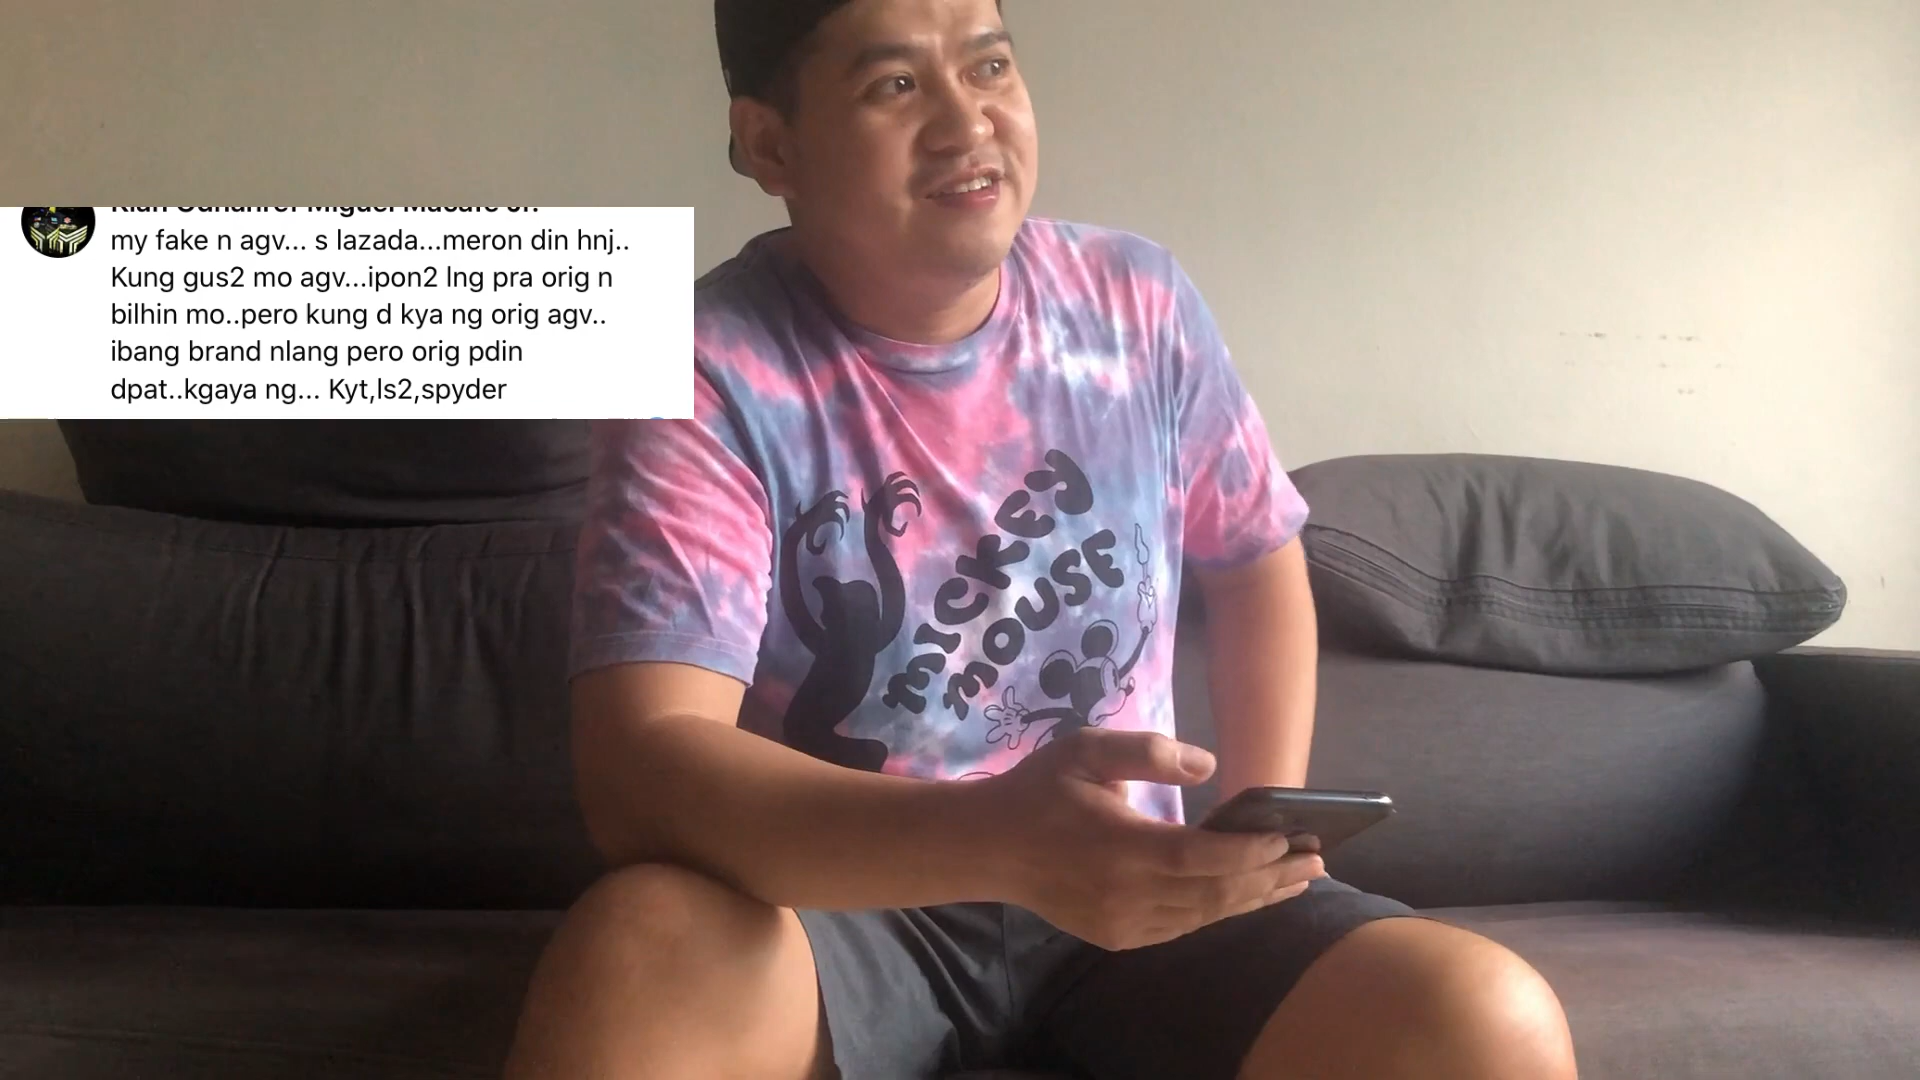 my fake n agv... s lazada...meron din hnj..
Kung gus2 mo agv...ipon2 lng pra orig n
bilhin mo..pero kung d kya ng orig agv..
ibang brand nlang pero orig pdin
dpat..kgaya ng... Kyt,ls2,spyder
MICKEY
MOUSE